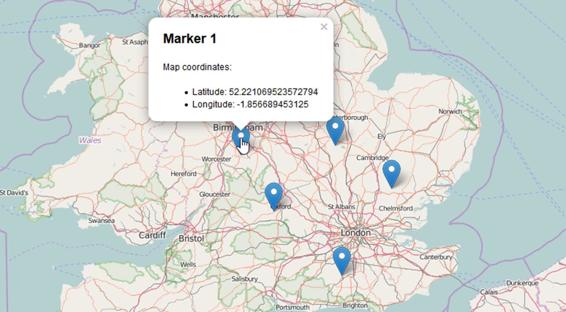 Manchester
Bangor
St Asaph
×
Marker 1
Map coordinates:
Latitude: 52.221069523572794
Longitude: -1.856689453125
Norwich
Birmingham
Ely
Wales
Worcester
Cambridge
Hereford
St David's
Gloucester
Oxford
St Albans
Chelmsford
Swansea
Cardiff
Bristol
London
Wells
Canterbury
Salisbury
Calais
Dunkerque
Portsmouth
Brighton